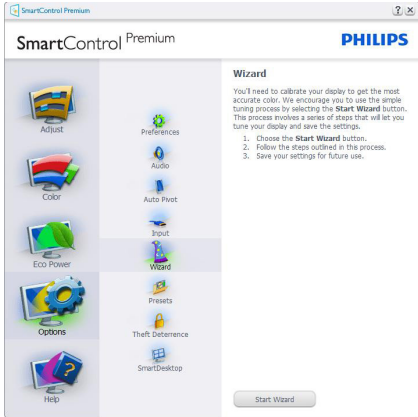 SmartControl Premium
? X
SmartControl Premium
PHILIPS
Adjust
Color
Eco Power
Options
Help
Preferences
Audio
Auto Pivot
Input
Wizard
Presets
Theft Deterrence
SmartDesktop
Wizard
You'll need to calibrate your display to get the most
accurate color. We encourage you to use the simple
tuning process by selecting the Start Wizard button.
This process involves a series of steps that will let you
tune your display and save the settings.
1. Choose the Start Wizard button.
2. Follow the steps outlined in this process.
3. Save your settings for future use.
Start Wizard